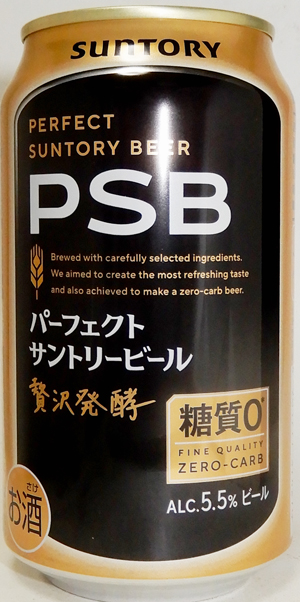 SUNTORY
PERFECT
SUNTORY BEER
PSB
Brewed with carefully selected ingredients.
We aimed to create the most refreshing taste
and also achieved to make a zero-carb beer.
パーフェクト
サントリービール
贅沢発酵
糖質0*
FINE QUALITY
ZERO-CARB
ALC.5.5% ビール
さけ
お酒